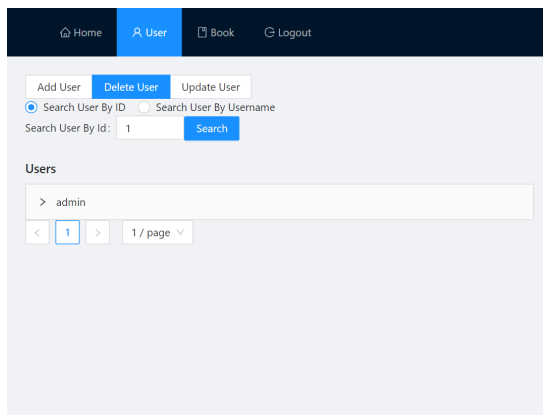 Home User Book Logout
Add User Delete User Update User
Search User By ID Search User By Username
Search User By Id: 1 Search
Users
> admin
< 1 > 1 / page